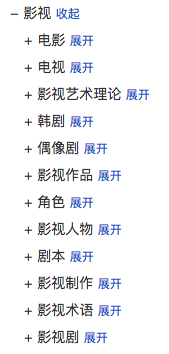 − 影视 收起
+ 电影 展开
+ 电视 展开
+ 影视艺术理论 展开
+ 韩剧 展开
+ 偶像剧 展开
+ 影视作品 展开
+ 角色 展开
+ 影视人物 展开
+ 剧本 展开
+ 影视制作 展开
+ 影视术语 展开
+ 影视剧 展开